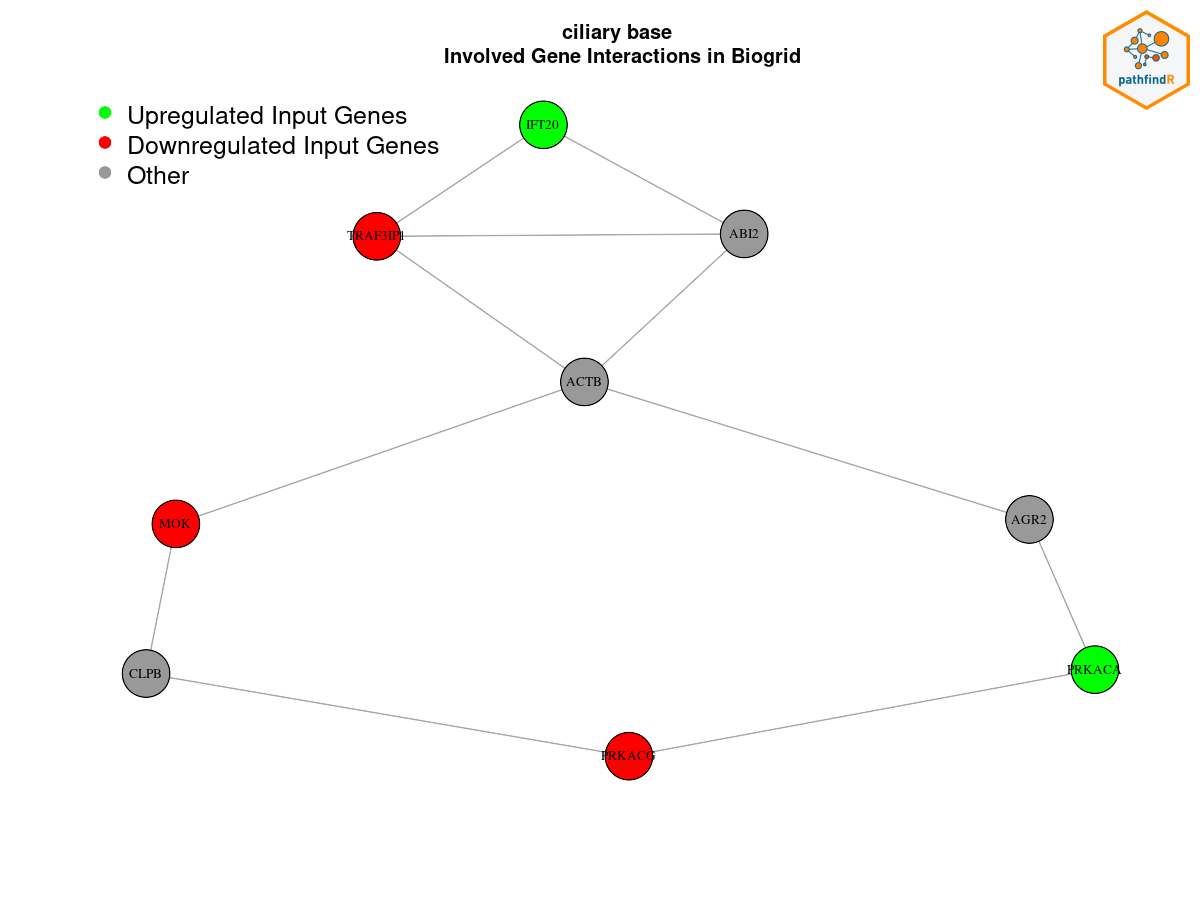 ciliary base
Involved Gene Interactions in Biogrid
pathfindR
Upregulated Input Genes
Downregulated Input Genes
Other
IFT20
TRAF3IP1
ABI2
ACTB
MOK
AGR2
CLPB
PRKACA
PRKACG